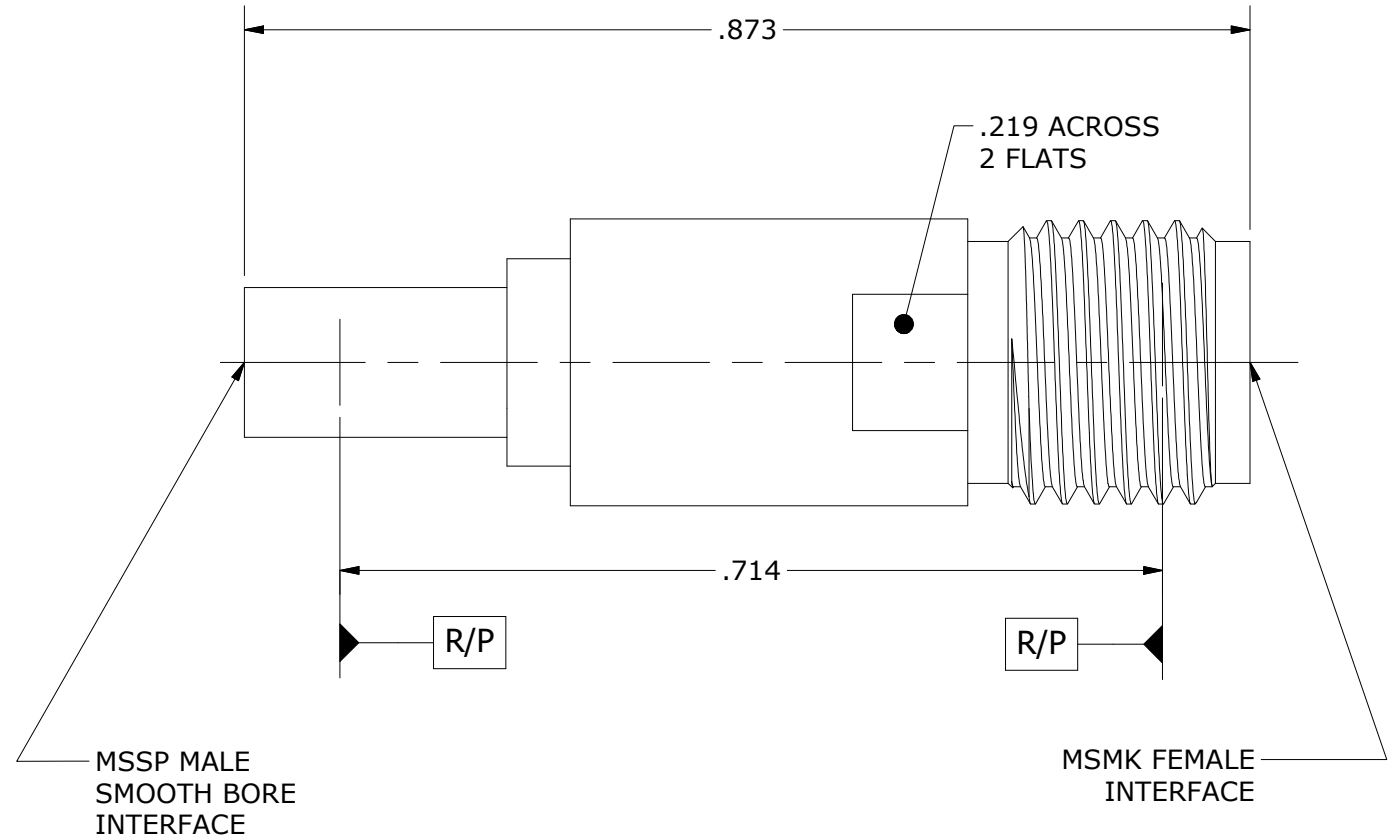 .873
.219 ACROSS
2 FLATS
.714
R/P
R/P
MSSP MALE
SMOOTH BORE
INTERFACE
MSMK FEMALE
INTERFACE